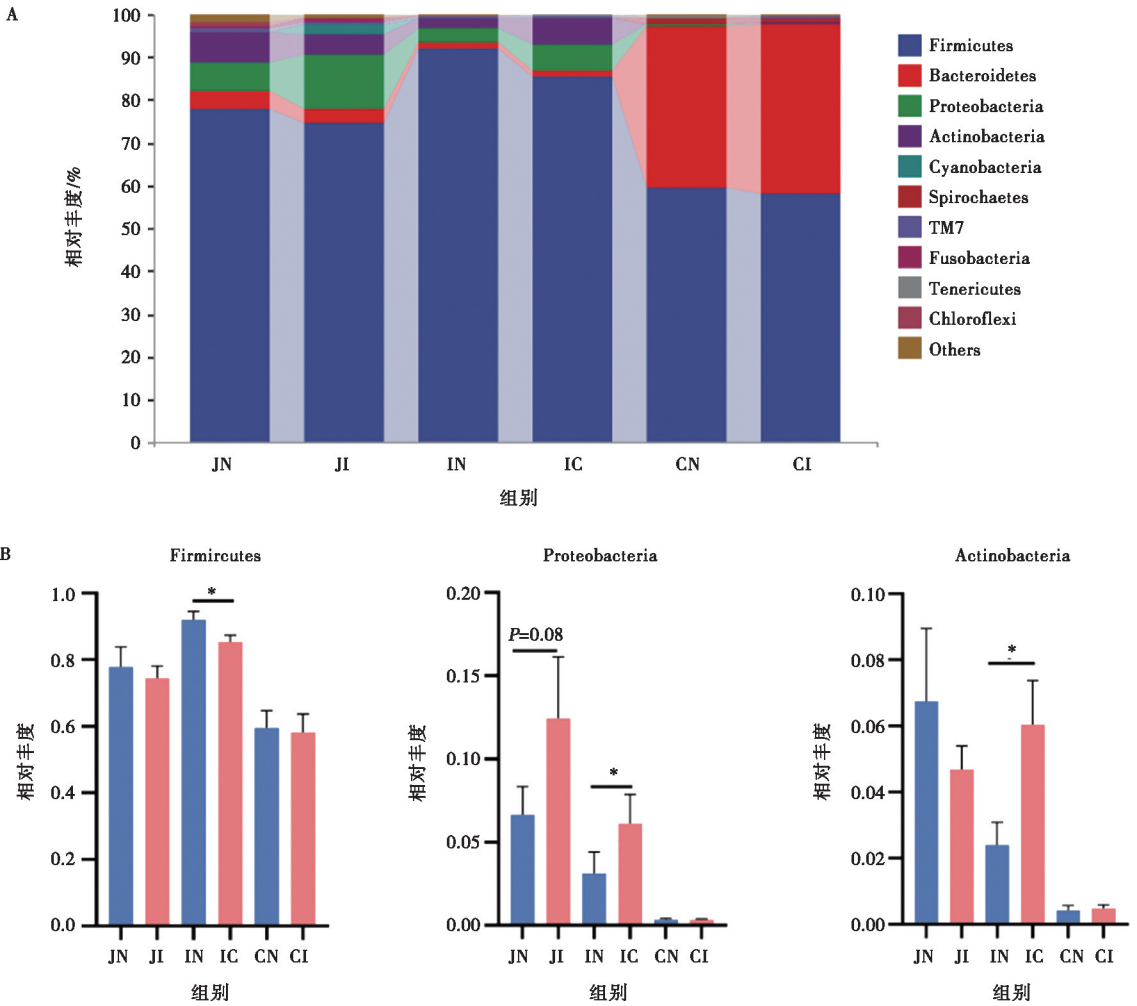 A
100
90
80
70
60
50
40
30
20
10
0
相对丰度/%
JN JI IN IC CN CI
组别
Firmicutes
Bacteroidetes
Proteobacteria
Actinobacteria
Cyanobacteria
Spirochaetes
TM7
Fusobacteria
Tenericutes
Chloroflexi
Others
B
Firmircutes
1.0
0.8
0.6
0.4
0.2
0.0
相对丰度
*
JN JI IN IC CN CI
组别
Proteobacteria
0.20
0.15
0.10
0.05
0.00
相对丰度
P=0.08
*
JN JI IN IC CN CI
组别
Actinobacteria
0.10
0.08
0.06
0.04
0.02
0.00
相对丰度
*
JN JI IN IC CN CI
组别